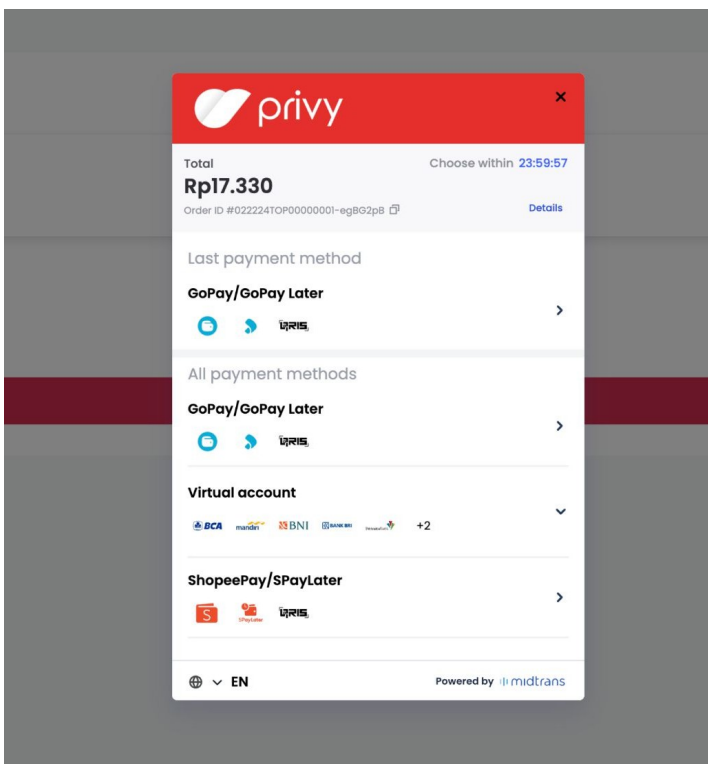 privy
Total
Choose within 23:59:57
Rp17.330
Order ID #022224TOP00000001-egBG2pB
Details
Last payment method
GoPay/GoPay Later
QRIS
All payment methods
GoPay/GoPay Later
QRIS
Virtual account
BCA mandiri BNI BANK BRI +2
ShopeePay/SPayLater
S SPayLater QRIS
EN
Powered by midtrans